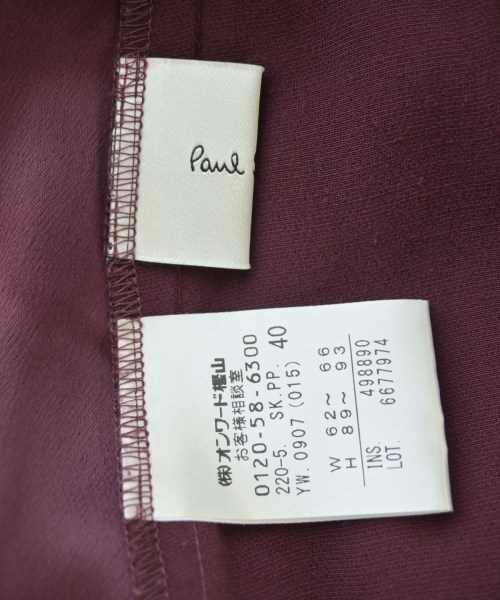 Paul
(株)オンワード樫山
お客様相談室
0120-58-6300
220-5. SK.PP. 40
YW.0907(015)
W 62~ 66
H 89~ 93
INS. 498890
LOT. 6677974